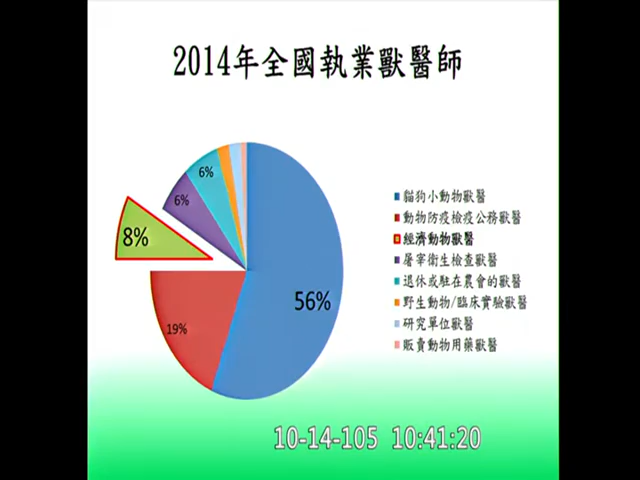 2014年全國執業獸醫師
6%
6%
8%
56%
19%
貓狗小動物獸醫
動物防疫檢疫公務獸醫
經濟動物獸醫
屠宰衛生檢查獸醫
退休或駐在農會的獸醫
野生動物/臨床實驗獸醫
研究單位獸醫
販賣動物用藥獸醫
10-14-105 10:41:20